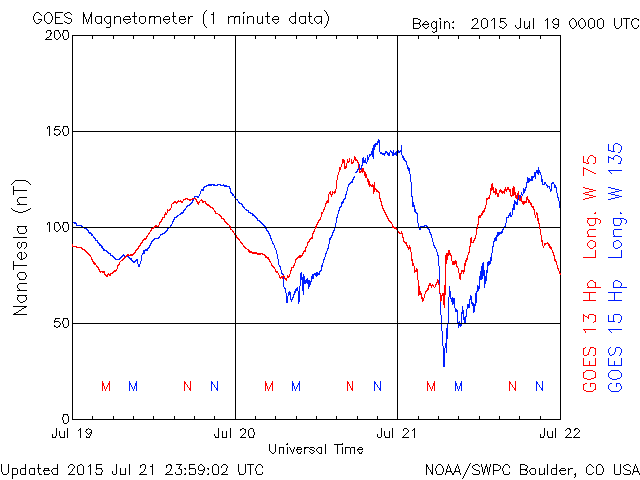 GOES Magnetometer (1 minute data)
Begin: 2015 Jul 19 0000 UTC
200
150
100
50
0
NanoTesla (nT)
M M N N M M N N M M N N
Jul 19 Jul 20 Jul 21 Jul 22
Universal Time
GOES 13 Hp Long. W 75
GOES 15 Hp Long. W 135
Updated 2015 Jul 21 23:59:02 UTC
NOAA/SWPC Boulder, CO USA